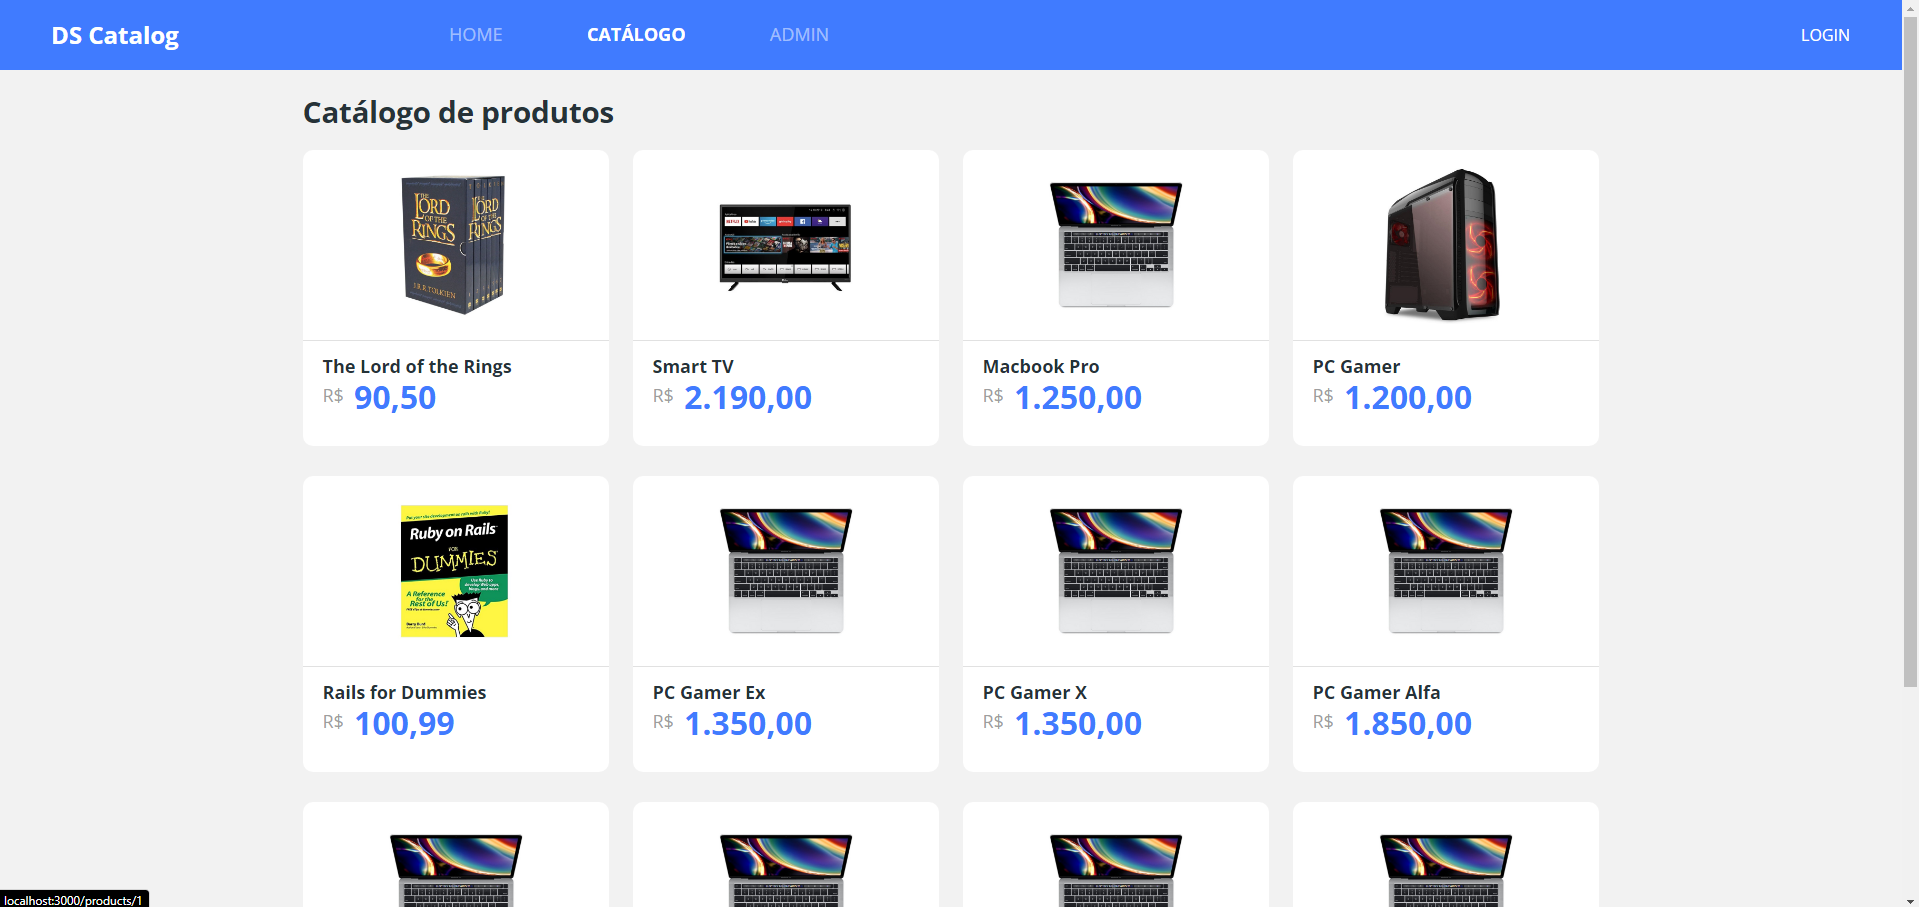 DS Catalog
HOME
CATÁLOGO
ADMIN
LOGIN
Catálogo de produtos
THE
LORD
OF THE
RINGS
J.R.R. TOLKIEN
LORD
OF THE
RINGS
The Lord of the Rings
R$ 90,50
Smart TV
R$ 2.190,00
Macbook Pro
R$ 1.250,00
PC Gamer
R$ 1.200,00
Ruby on Rails
FOR
DUMMIES
A Reference
for the
Rest of Us!
Rails for Dummies
R$ 100,99
PC Gamer Ex
R$ 1.350,00
PC Gamer X
R$ 1.350,00
PC Gamer Alfa
R$ 1.850,00
localhost:3000/products/1